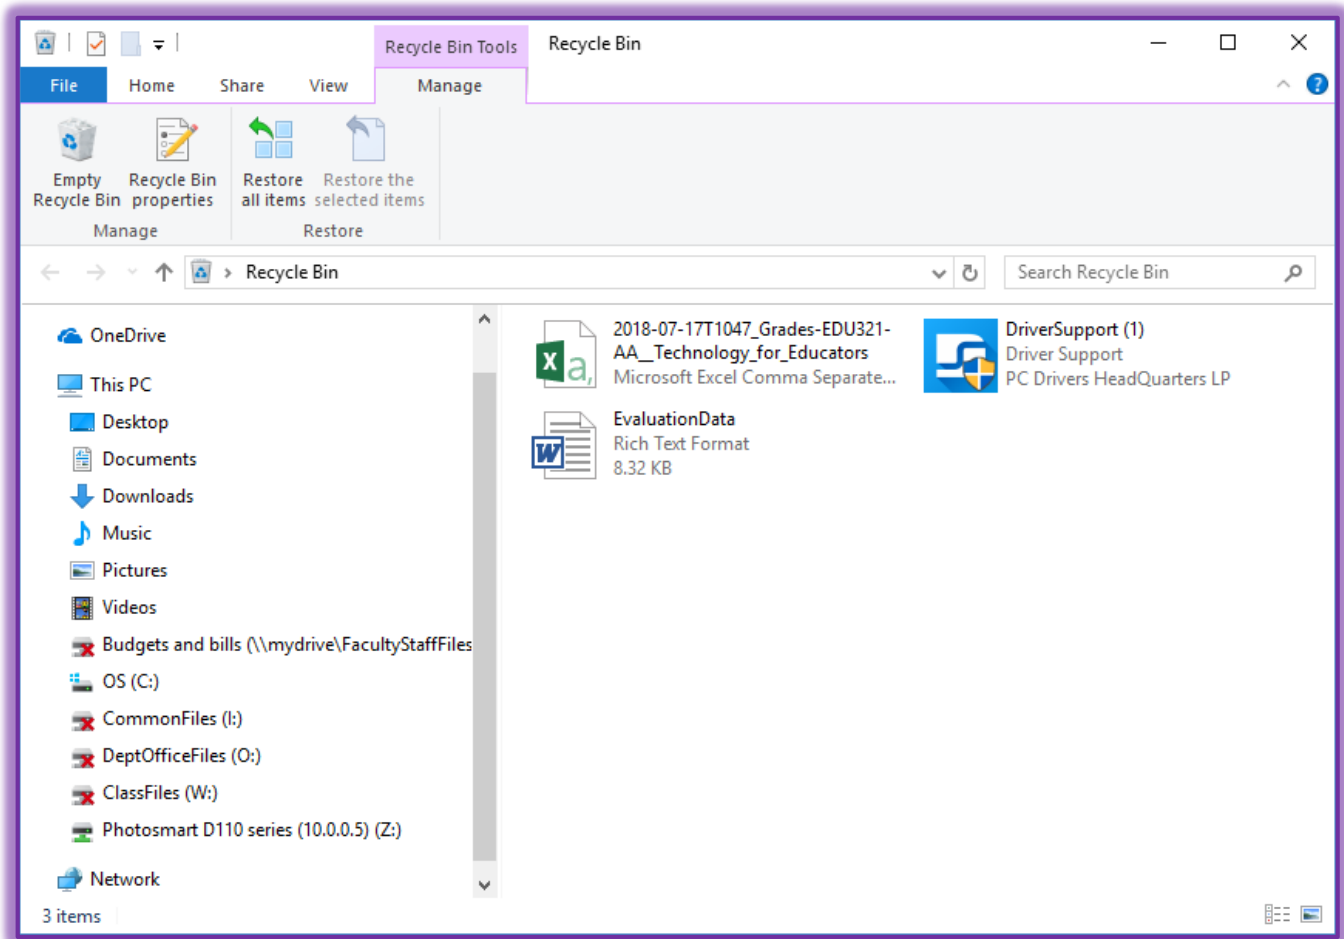 Recycle Bin Tools
Recycle Bin
File
Home
Share
View
Manage
Empty
Recycle Bin
Recycle Bin
properties
Restore
all items
Restore the
selected items
Manage
Restore
Recycle Bin
Search Recycle Bin
OneDrive
This PC
Desktop
Documents
Downloads
Music
Pictures
Videos
Budgets and bills (\\mydrive\FacultyStaffFiles
OS (C:)
CommonFiles (I:)
DeptOfficeFiles (O:)
ClassFiles (W:)
Photosmart D110 series (10.0.0.5) (Z:)
Network
2018-07-17T1047_Grades-EDU321-
AA__Technology_for_Educators
Microsoft Excel Comma Separate...
DriverSupport (1)
Driver Support
PC Drivers HeadQuarters LP
EvaluationData
Rich Text Format
8.32 KB
3 items